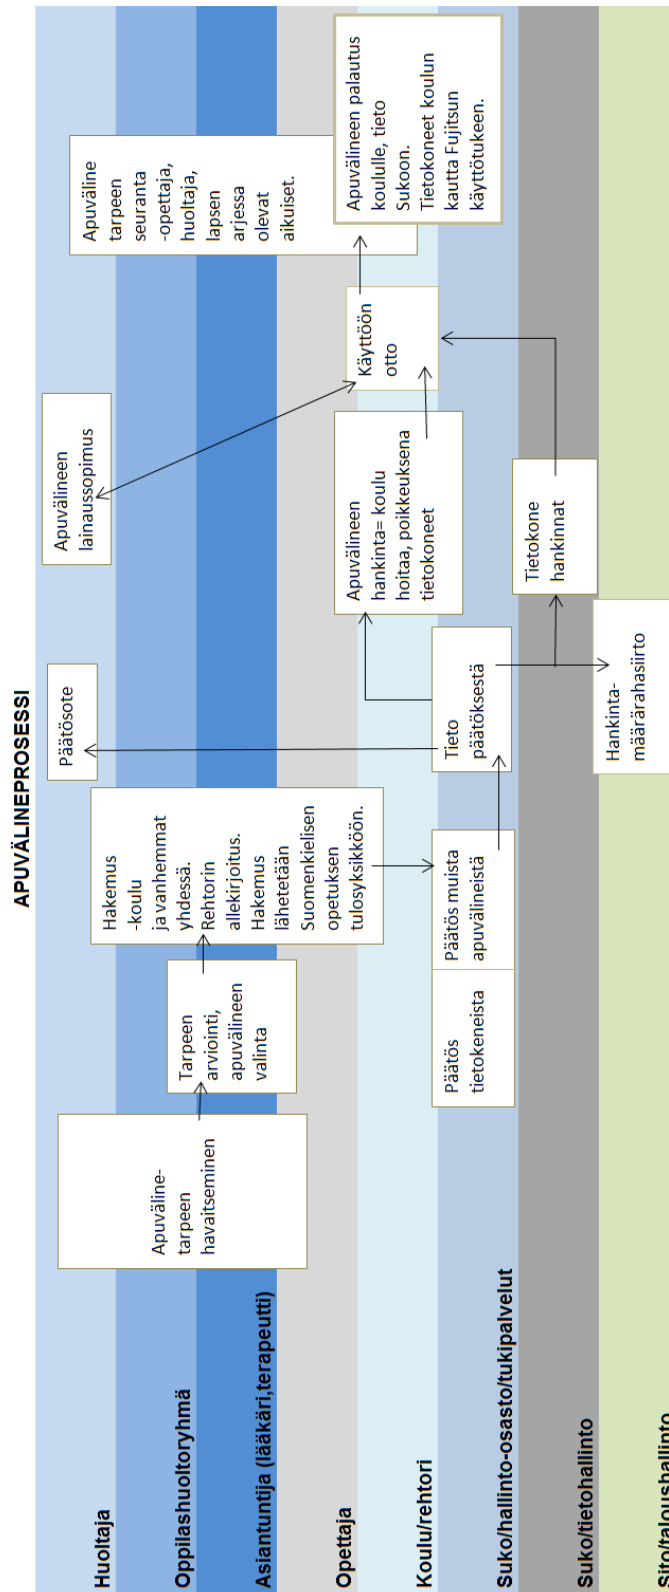 APUVÄLINEPROSESSI
Huoltaja
Oppilashuoltoryhmä
Asiantuntija (lääkäri,terapeutti)
Opettaja
Koulu/rehtori
Suko/hallinto-osasto/tukipalvelut
Suko/tietohallinto
Sito/taloushallinto
Apuväline-
tarpeen
havaitseminen
Tarpeen
arviointi,
apuvälineen
valinta
Hakemus
-koulu
ja vanhemmat
yhdessä.
Rehtorin
allekirjoitus.
Hakemus
lähetetään
Suomenkielisen
opetuksen
tulosyksikköön.
Päätös
tietokeneista
Päätös muista
apuvälineistä
Päätösote
Tieto
päätöksestä
Hankinta-
määrärahasiirto
Apuvälineen
lainaussopimus
Apuvälineen
hankinta= koulu
hoitaa, poikkeuksena
tietokoneet
Tietokone
hankinnat
Käyttöön
otto
Apuväline
tarpeen
seuranta
-opettaja,
huoltaja,
lapsen
arjessa
olevat
aikuiset.
Apuvälineen palautus
koululle, tieto
Sukoon.
Tietokoneet koulun
kautta Fujitsun
käyttötukeen.